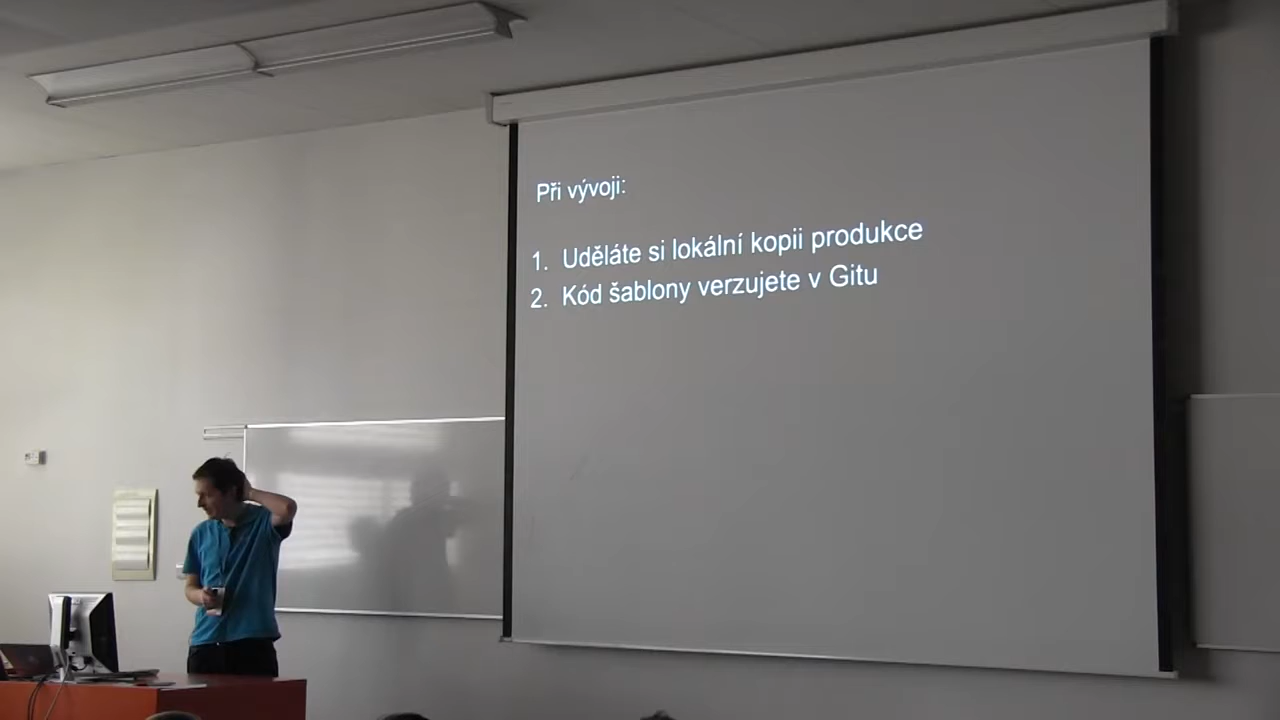 Při vývoji:
1. Uděláte si lokální kopii produkce
2. Kód šablony verzujete v Gitu